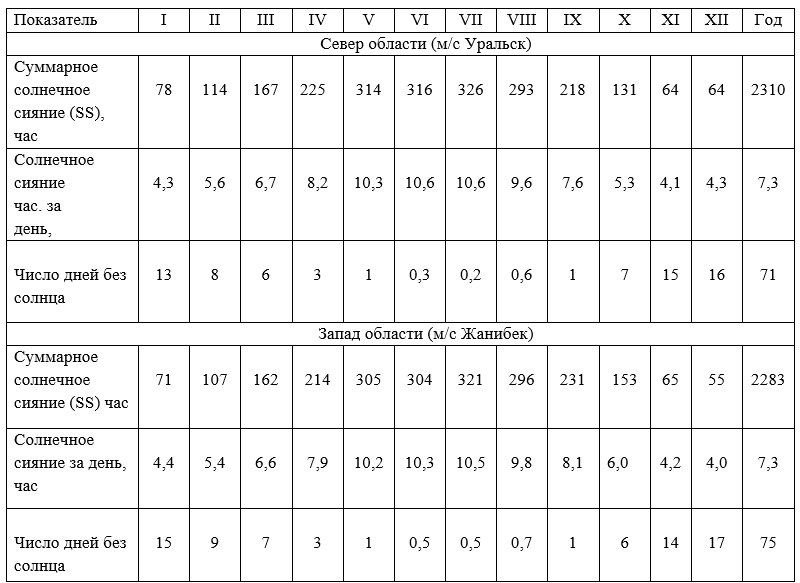 Показатель I II III IV V VI VII VIII IX X XI XII Год
Север области (м/с Уральск)
Суммарное
солнечное
сияние (SS),
час
78 114 167 225 314 316 326 293 218 131 64 64 2310
Солнечное
сияние
час. за
день,
4,3 5,6 6,7 8,2 10,3 10,6 10,6 9,6 7,6 5,3 4,1 4,3 7,3
Число дней без
солнца
13 8 6 3 1 0,3 0,2 0,6 1 7 15 16 71
Запад области (м/с Жанибек)
Суммарное
солнечное
сияние (SS) час
71 107 162 214 305 304 321 296 231 153 65 55 2283
Солнечное
сияние за день,
час
4,4 5,4 6,6 7,9 10,2 10,3 10,5 9,8 8,1 6,0 4,2 4,0 7,3
Число дней без
солнца
15 9 7 3 1 0,5 0,5 0,7 1 6 14 17 75